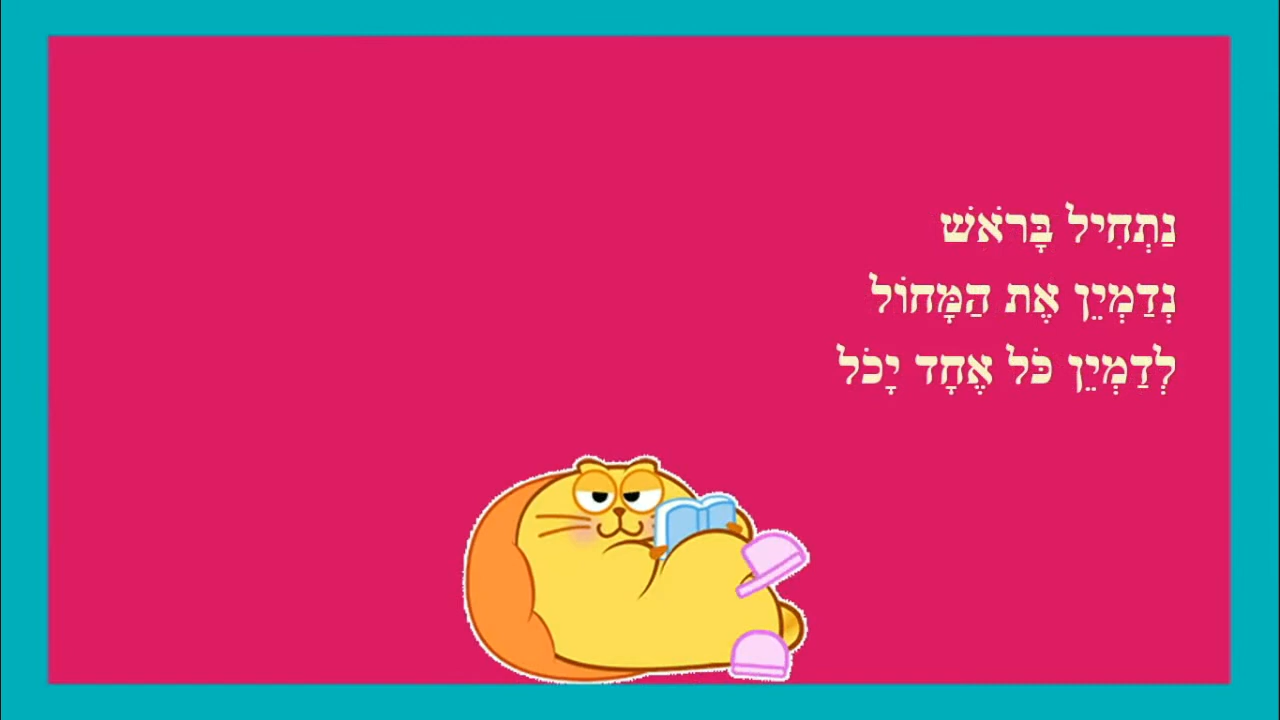 נַתְחִיל בָּרֹאשׁ
נְדַמְיֵן אֶת הַמָּחוֹל
לְדַמְיֵן כֹּל אֶחָד יָכֹל